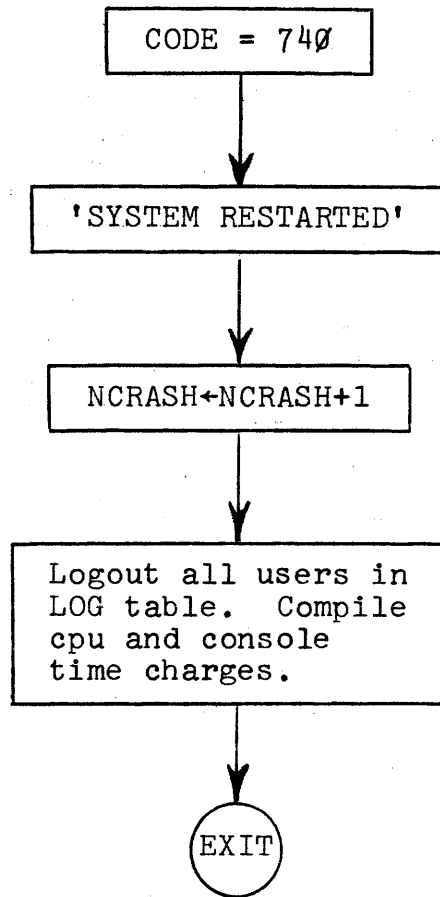 CODE = 74Ø
'SYSTEM RESTARTED'
NCRASH←NCRASH+1
Logout all users in
LOG table. Compile
cpu and console
time charges.
EXIT